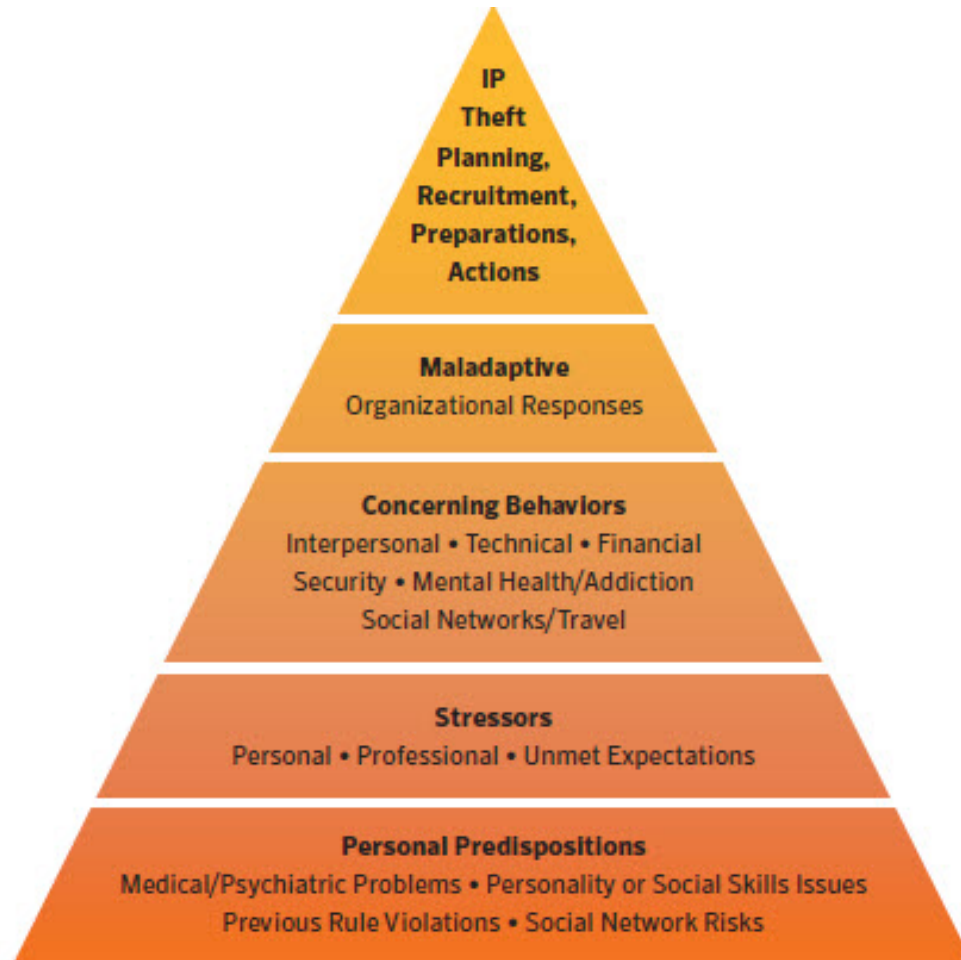 IP
Theft
Planning,
Recruitment,
Preparations,
Actions
Maladaptive
Organizational Responses
Concerning Behaviors
Interpersonal • Technical • Financial
Security • Mental Health/Addiction
Social Networks/Travel
Stressors
Personal • Professional • Unmet Expectations
Personal Predispositions
Medical/Psychiatric Problems • Personality or Social Skills Issues
Previous Rule Violations • Social Network Risks